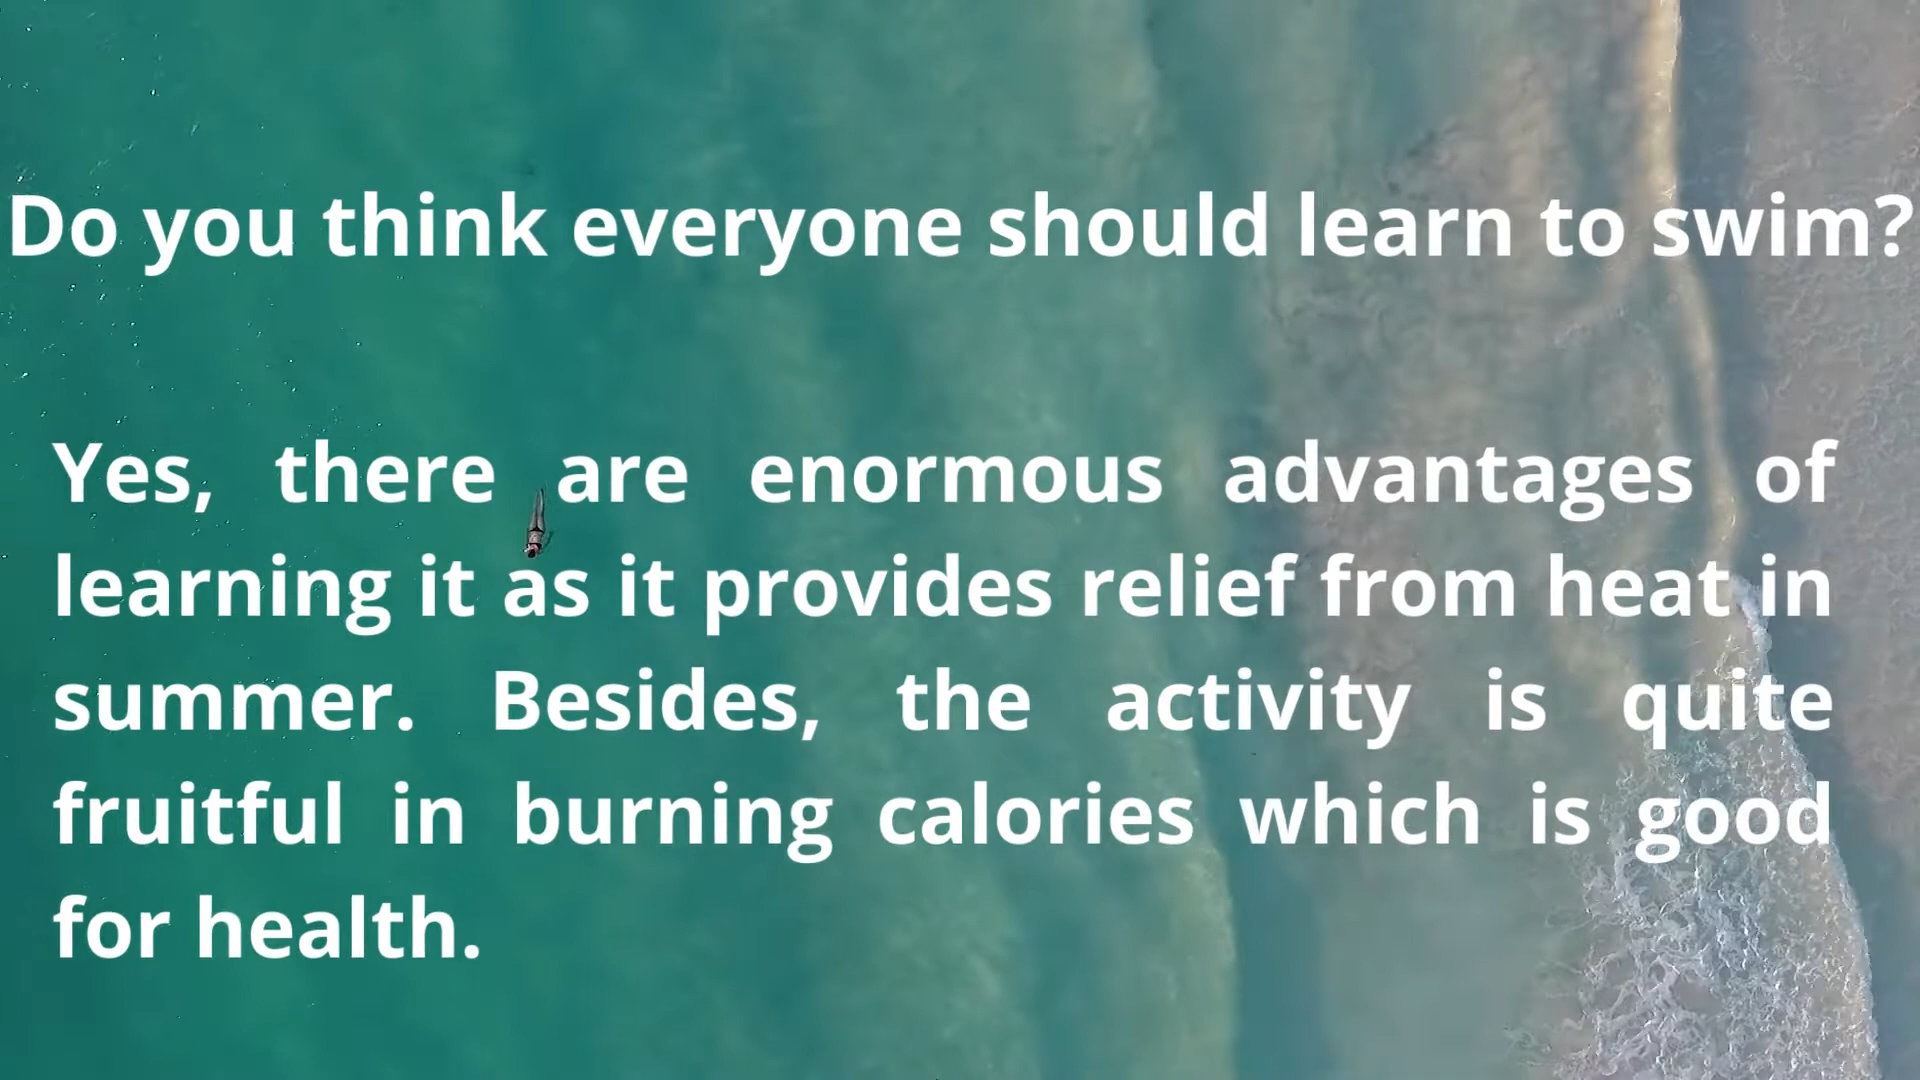 Do you think everyone should learn to swim?
Yes, there are enormous advantages of
learning it as it provides relief from heat in
summer. Besides, the activity is quite
fruitful in burning calories which is good
for health.